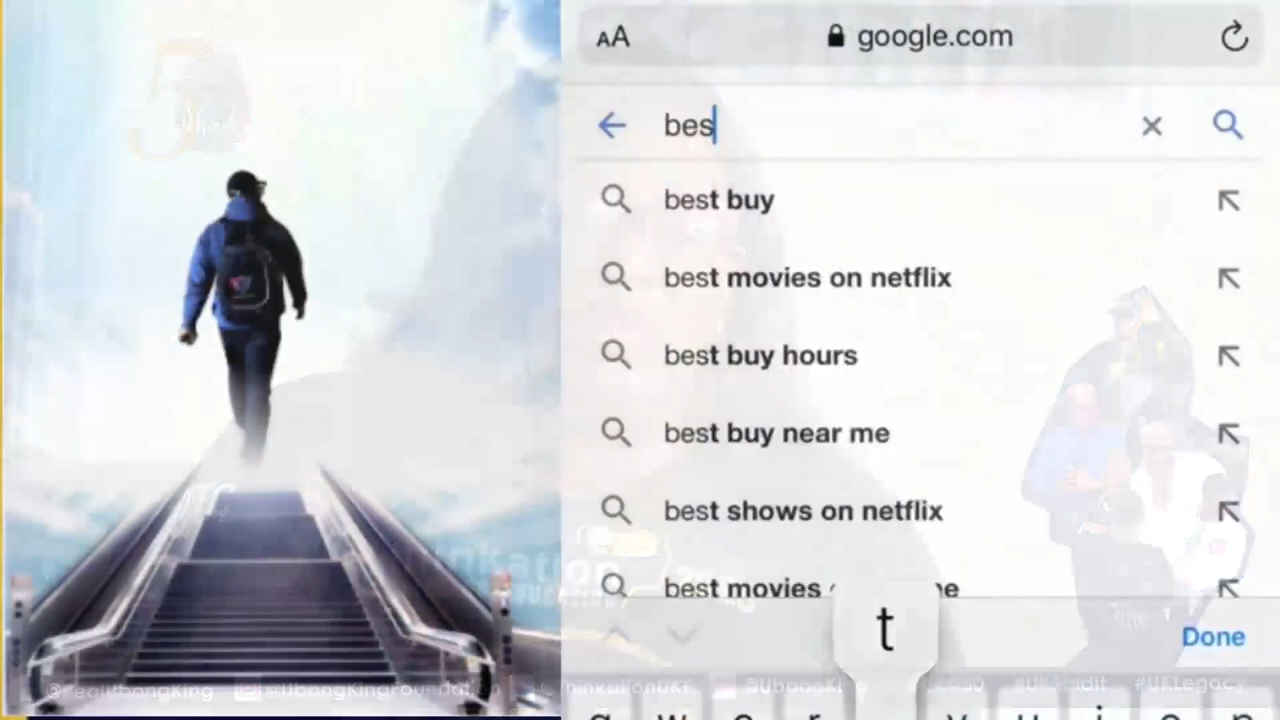 AA google.com
bes
best buy
best movies on netflix
best buy hours
best buy near me
best shows on netflix
best movies
t
Done
#UKLegacy